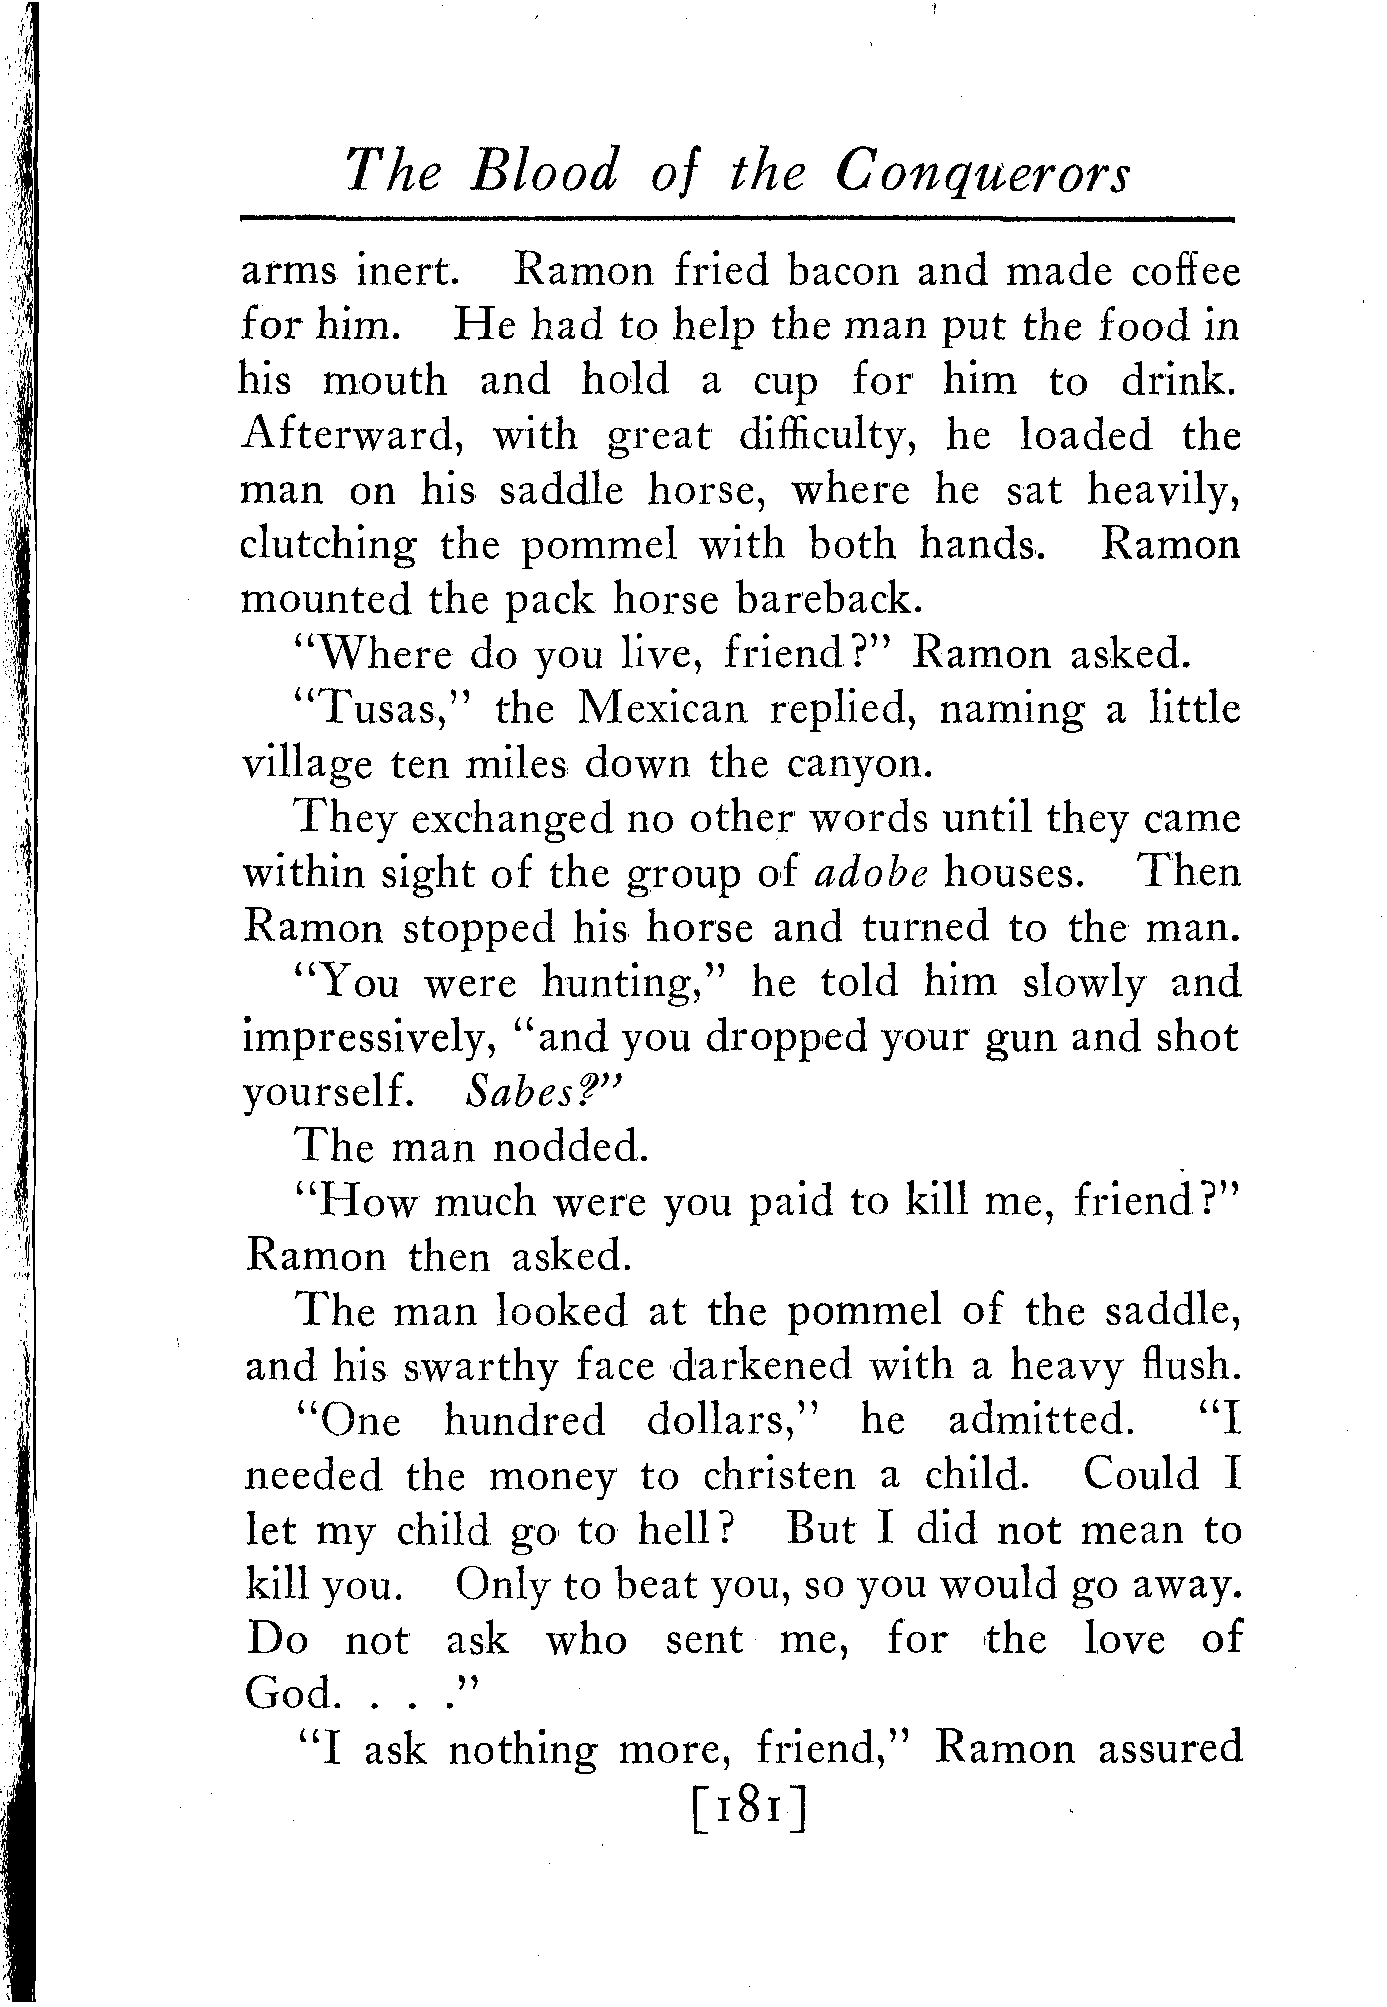 The Blood of the Conquerors
arms inert. Ramon fried bacon and made coffee
for him. He had to help the man put the food in
his mouth and hold a cup for him to drink.
Afterward, with great difficulty, he loaded the
man on his saddle horse, where he sat heavily,
clutching the pommel with both hands. Ramon
mounted the pack horse bareback.
"Where do you live, friend?" Ramon asked.
"Tusas," the Mexican replied, naming a little
village ten miles down the canyon.
They exchanged no other words until they came
within sight of the group of adobe houses. Then
Ramon stopped his horse and turned to the man.
"You were hunting," he told him slowly and
impressively, "and you dropped your gun and shot
yourself. Sabes?"
The man nodded.
"How much were you paid to kill me, friend?"
Ramon then asked.
The man looked at the pommel of the saddle,
and his swarthy face darkened with a heavy flush.
"One hundred dollars," he admitted. "I
needed the money to christen a child. Could I
let my child go to hell? But I did not mean to
kill you. Only to beat you, so you would go away.
Do not ask who sent me, for the love of
God. . . ."
"I ask nothing more, friend," Ramon assured
[181]